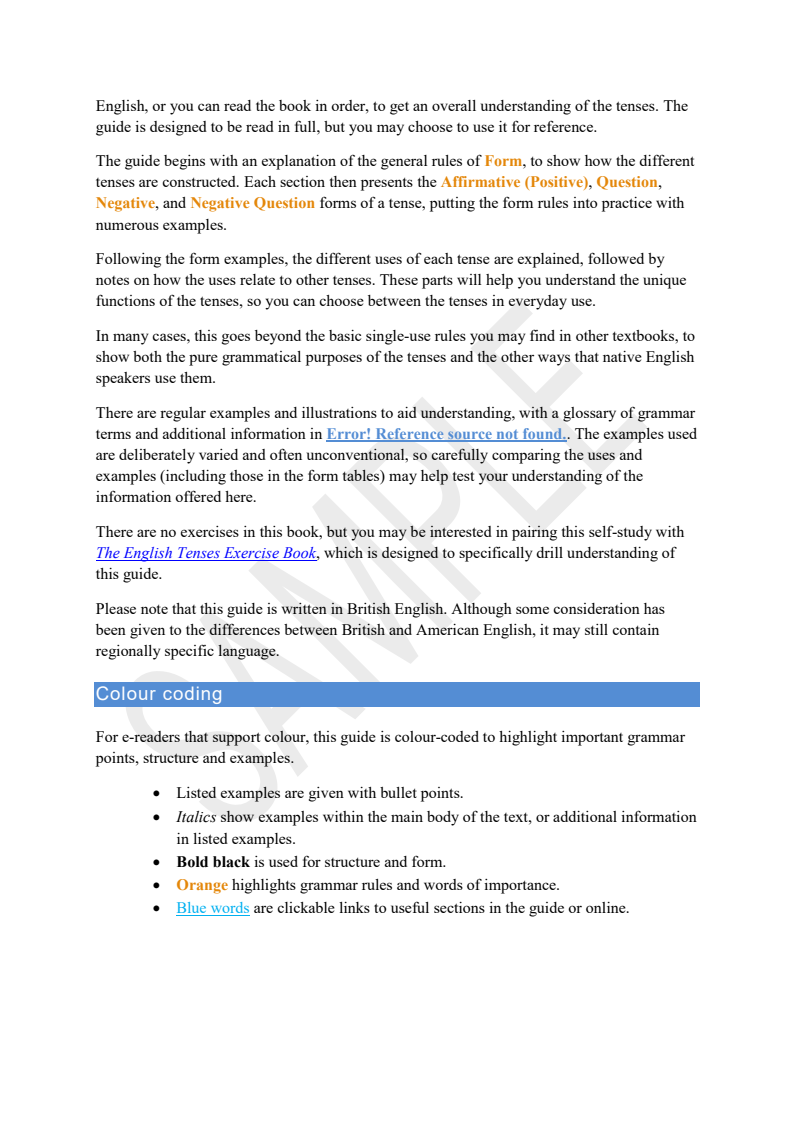 English, or you can read the book in order, to get an overall understanding of the tenses. The
guide is designed to be read in full, but you may choose to use it for reference.
The guide begins with an explanation of the general rules of Form, to show how the different
tenses are constructed. Each section then presents the Affirmative (Positive), Question,
Negative, and Negative Question forms of a tense, putting the form rules into practice with
numerous examples.
Following the form examples, the different uses of each tense are explained, followed by
notes on how the uses relate to other tenses. These parts will help you understand the unique
functions of the tenses, so you can choose between the tenses in everyday use.
In many cases, this goes beyond the basic single-use rules you may find in other textbooks, to
show both the pure grammatical purposes of the tenses and the other ways that native English
speakers use them.
There are regular examples and illustrations to aid understanding, with a glossary of grammar
terms and additional information in Error! Reference source not found.. The examples used
are deliberately varied and often unconventional, so carefully comparing the uses and
examples (including those in the form tables) may help test your understanding of the
information offered here.
There are no exercises in this book, but you may be interested in pairing this self-study with
The English Tenses Exercise Book, which is designed to specifically drill understanding of
this guide.
Please note that this guide is written in British English. Although some consideration has
been given to the differences between British and American English, it may still contain
regionally specific language.
Colour coding
For e-readers that support colour, this guide is colour-coded to highlight important grammar
points, structure and examples.
• Listed examples are given with bullet points.
• Italics show examples within the main body of the text, or additional information
in listed examples.
• Bold black is used for structure and form.
• Orange highlights grammar rules and words of importance.
• Blue words are clickable links to useful sections in the guide or online.
SAMPLE